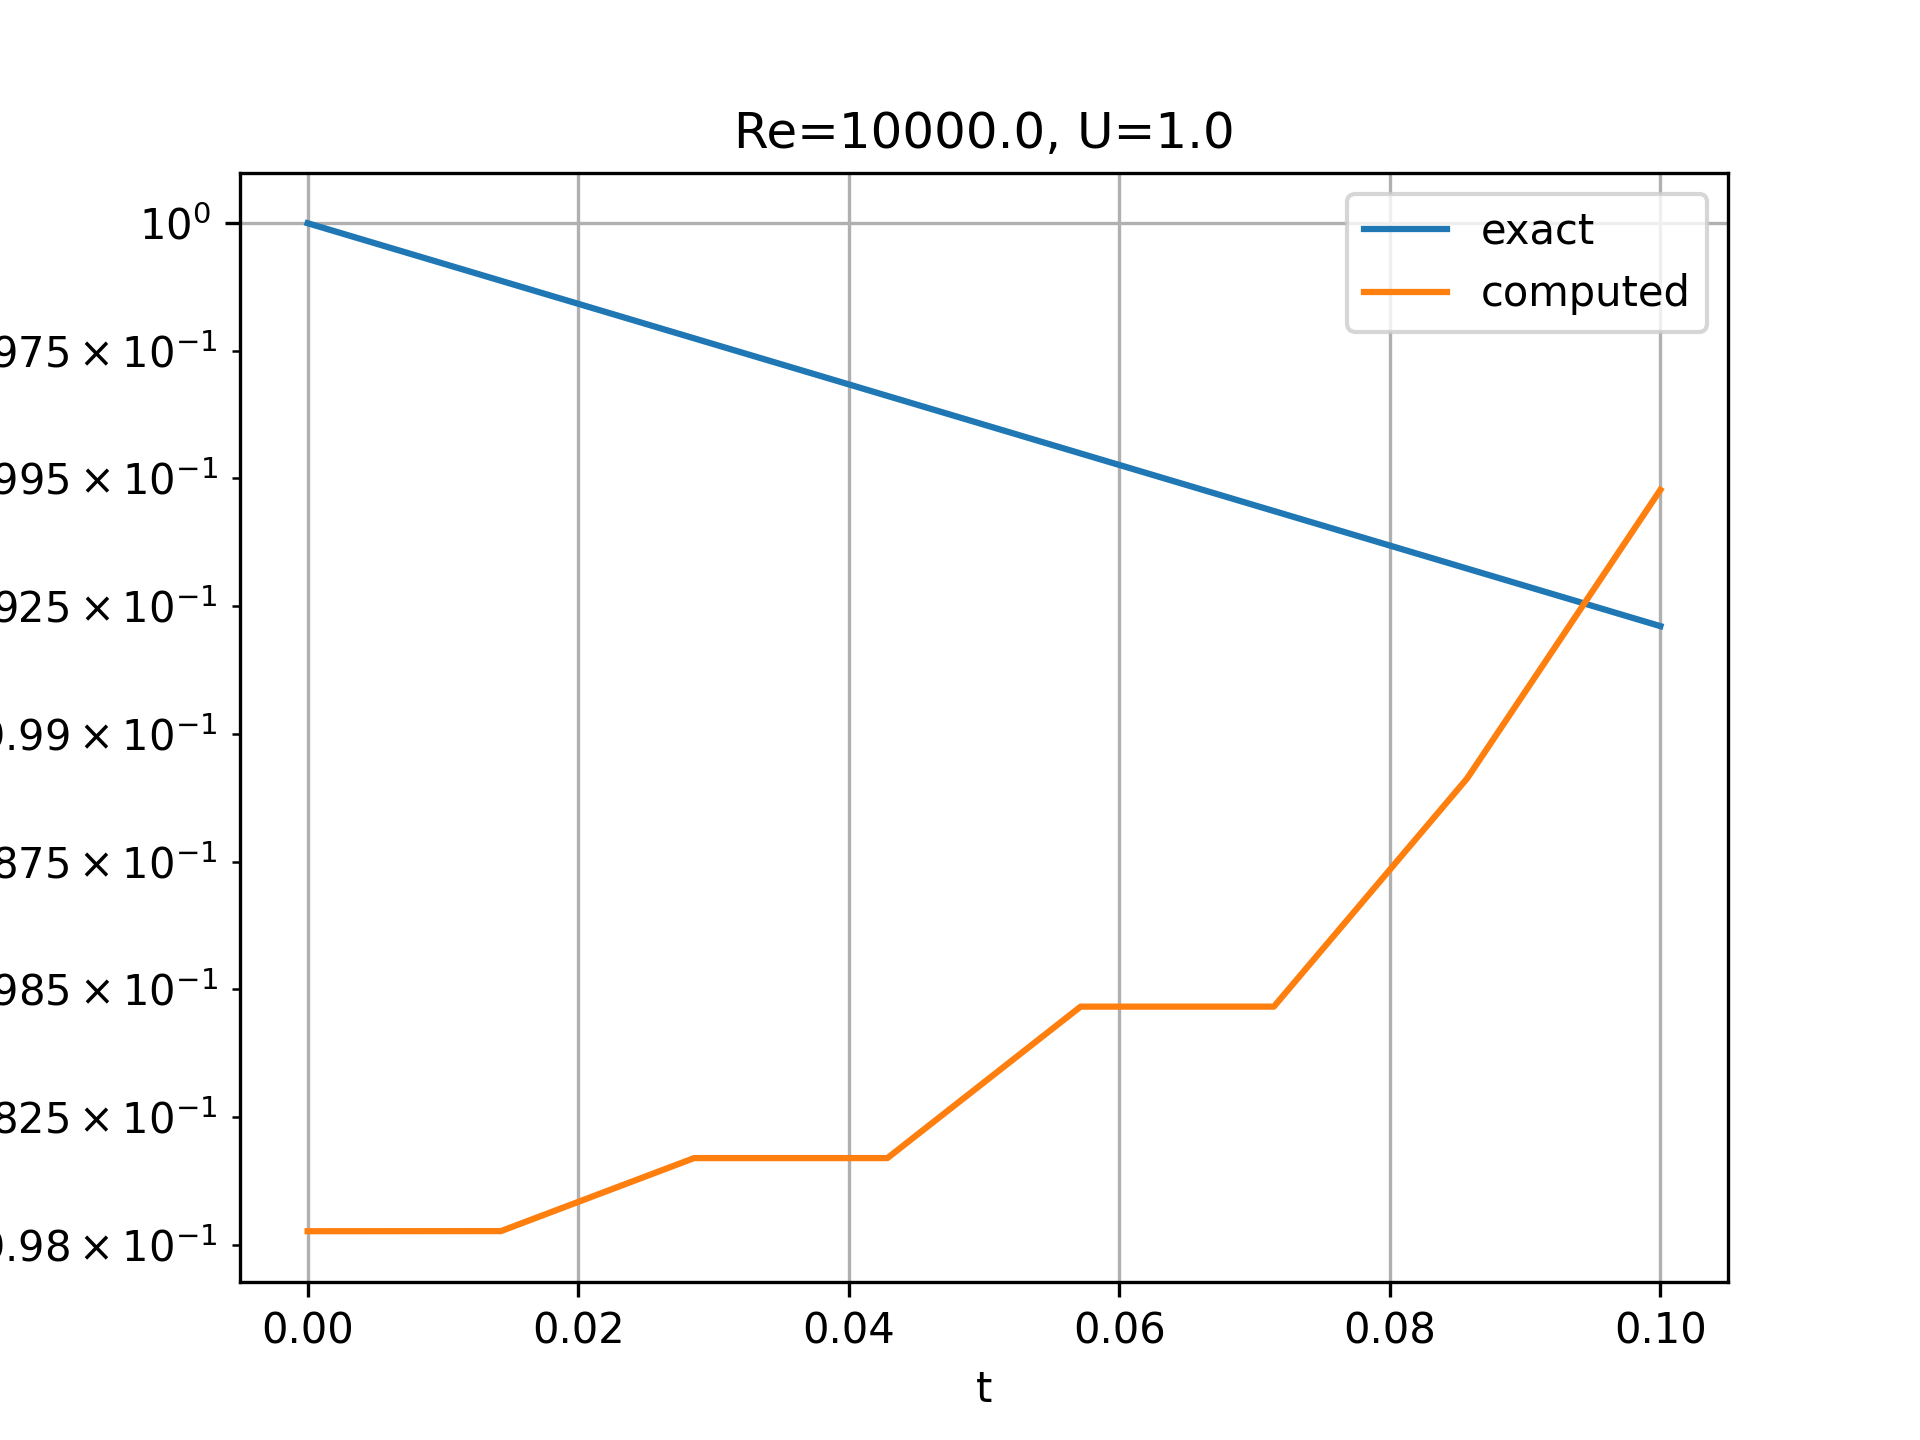 Re=10000.0, U=1.0
10⁰
exact
computed
975 × 10⁻¹
995 × 10⁻¹
925 × 10⁻¹
.99 × 10⁻¹
875 × 10⁻¹
985 × 10⁻¹
825 × 10⁻¹
.98 × 10⁻¹
0.00 0.02 0.04 0.06 0.08 0.10
t